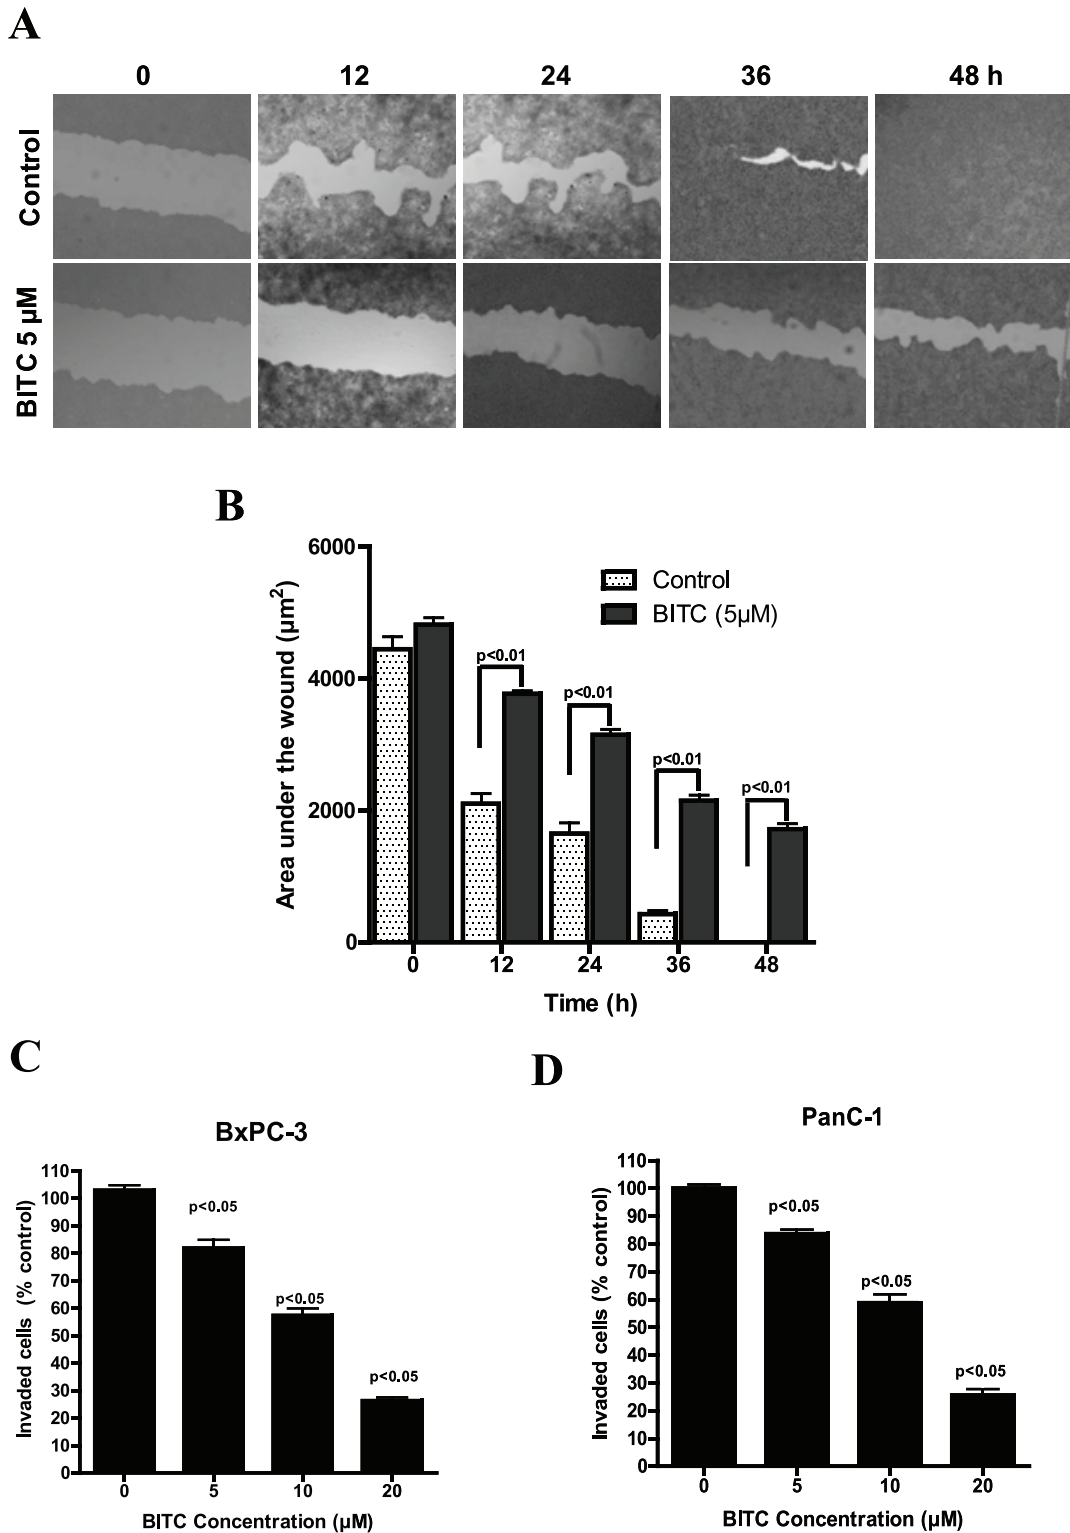 A
0 12 24 36 48 h
Control
BITC 5 µM
B
6000
4000
2000
0
Area under the wound (µm²)
Control
BITC (5µM)
p<0.01
p<0.01
p<0.01
p<0.01
0 12 24 36 48
Time (h)
C
BxPC-3
110
100
90
80
70
60
50
40
30
20
10
0
Invaded cells (% control)
p<0.05
p<0.05
p<0.05
0 5 10 20
BITC Concentration (µM)
D
PanC-1
110
100
90
80
70
60
50
40
30
20
10
0
Invaded cells (% control)
p<0.05
p<0.05
p<0.05
0 5 10 20
BITC Concentration (µM)